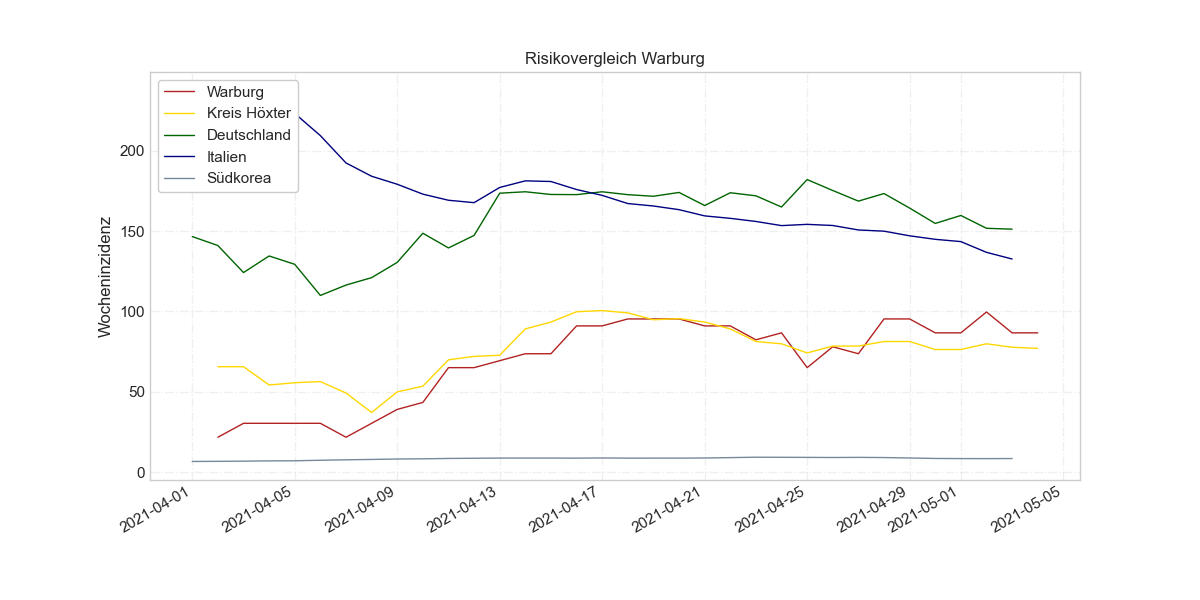 Risikovergleich Warburg
Warburg
Kreis Höxter
Deutschland
Italien
Südkorea
Wocheninzidenz
200
150
100
50
0
2021-04-01
2021-04-05
2021-04-09
2021-04-13
2021-04-17
2021-04-21
2021-04-25
2021-04-29
2021-05-01
2021-05-05